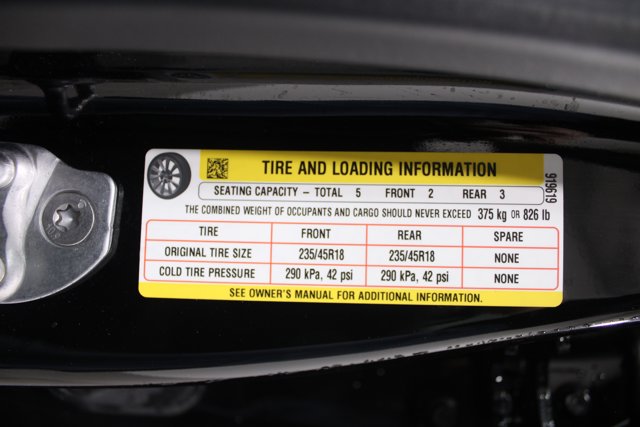 TIRE AND LOADING INFORMATION
SEATING CAPACITY – TOTAL 5 FRONT 2 REAR 3
THE COMBINED WEIGHT OF OCCUPANTS AND CARGO SHOULD NEVER EXCEED 375 kg OR 826 lb
TIRE FRONT REAR SPARE
ORIGINAL TIRE SIZE 235/45R18 235/45R18 NONE
COLD TIRE PRESSURE 290 kPa, 42 psi 290 kPa, 42 psi NONE
SEE OWNER'S MANUAL FOR ADDITIONAL INFORMATION.
919619